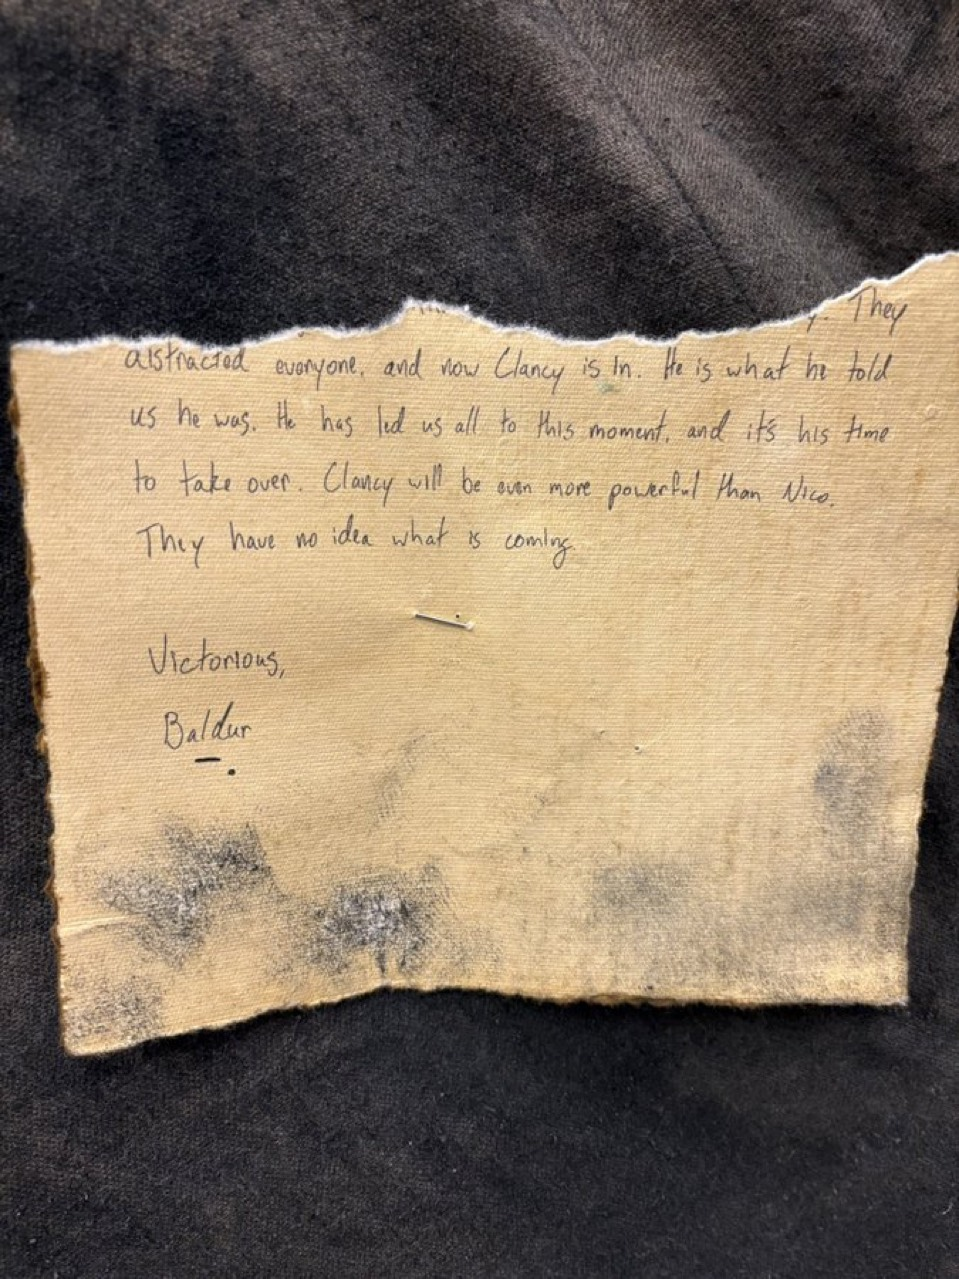 They
distracted everyone, and now Clancy is in. He is what he told
us he was. He has led us all to this moment, and it's his time
to take over. Clancy will be even more powerful than Nico.
They have no idea what is coming
Victorious,
Baldur